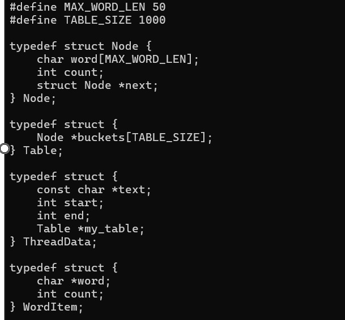 #define MAX_WORD_LEN 50
#define TABLE_SIZE 1000
typedef struct Node {
    char word[MAX_WORD_LEN];
    int count;
    struct Node *next;
} Node;
typedef struct {
    Node *buckets[TABLE_SIZE];
} Table;
typedef struct {
    const char *text;
    int start;
    int end;
    Table *my_table;
} ThreadData;
typedef struct {
    char *word;
    int count;
} WordItem;